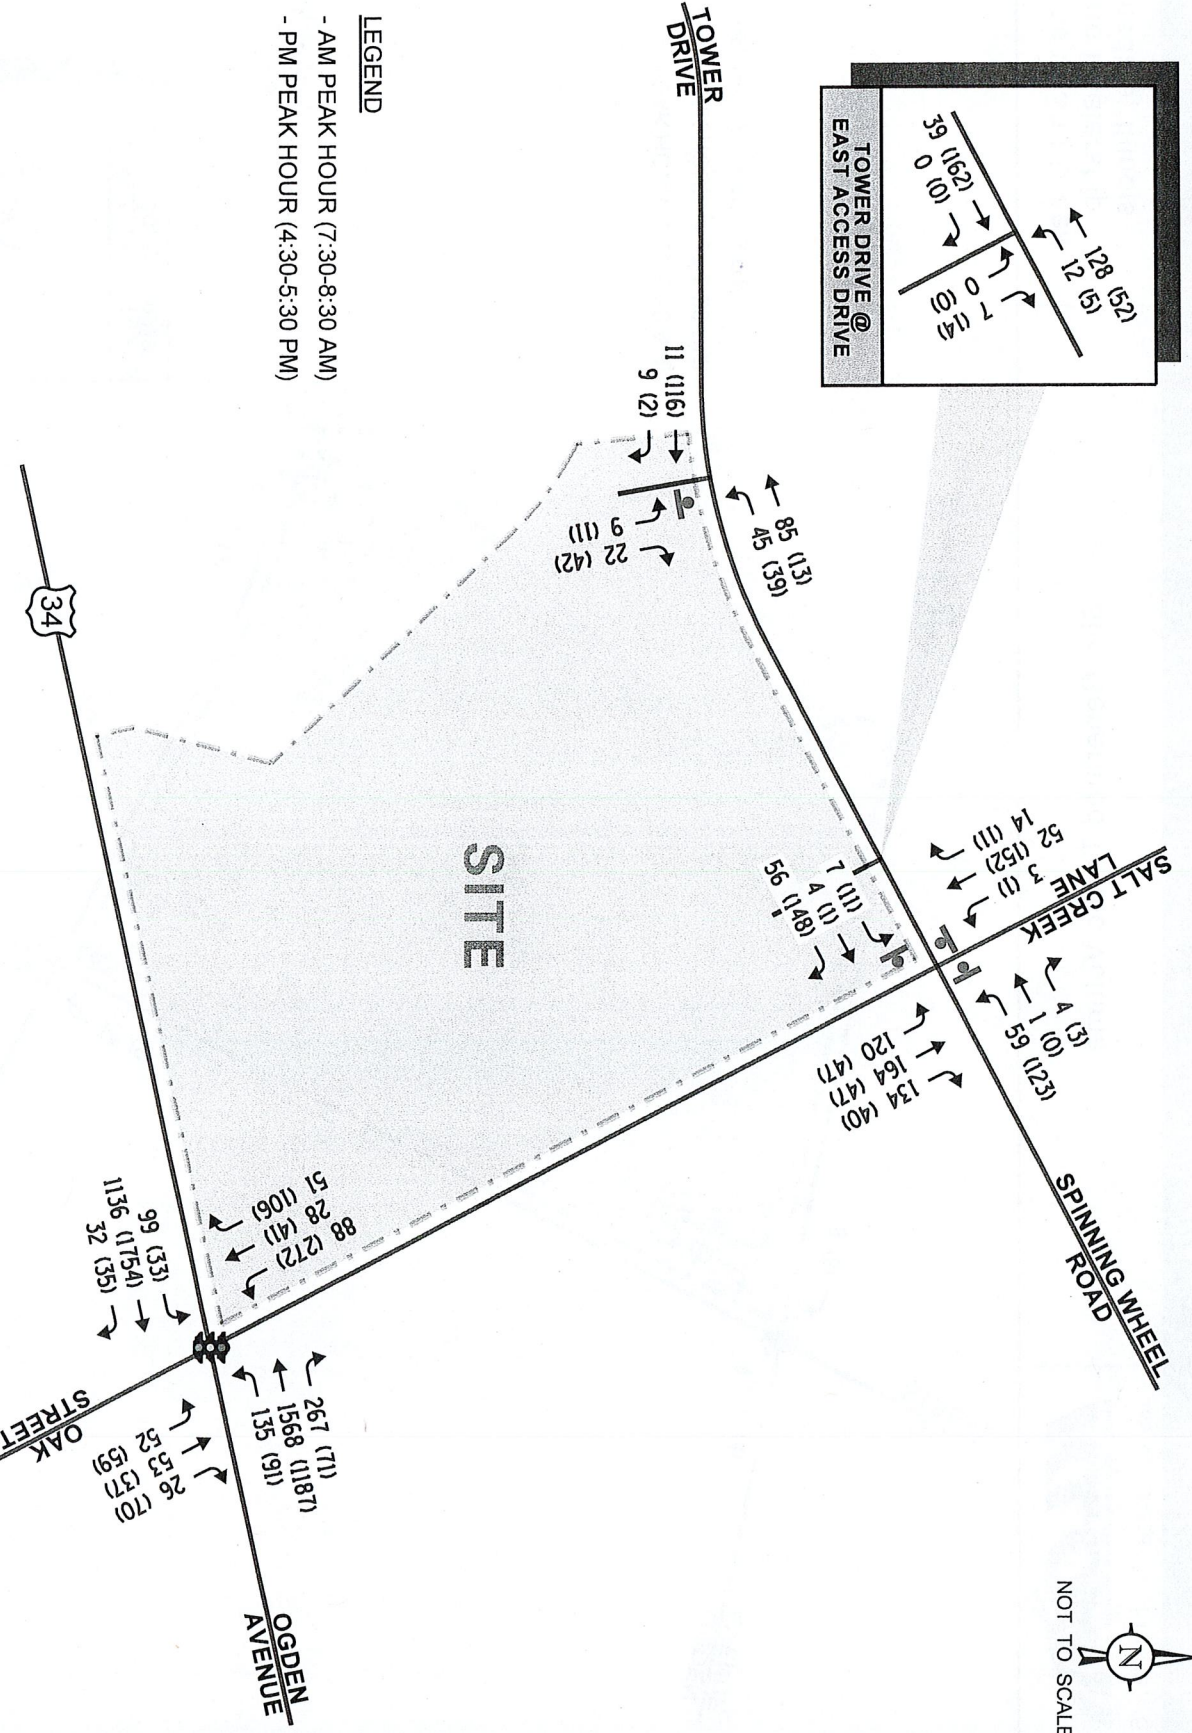 TOWER
DRIVE
128 (52)
12 (5)
39 (162)
0 (0)
0 (0)
7 (14)
TOWER DRIVE @
EAST ACCESS DRIVE
SALT CREEK
LANE
14 (11)
52 (152)
3 (1)
4 (3)
1 (0)
59 (123)
7 (11)
4 (1)
56 (148)
120 (47)
164 (47)
134 (40)
SPINNING WHEEL
ROAD
N
NOT TO SCALE
85 (13)
45 (39)
11 (116)
9 (2)
9 (11)
22 (42)
SITE
LEGEND
- AM PEAK HOUR (7:30-8:30 AM)
- PM PEAK HOUR (4:30-5:30 PM)
34
51 (106)
28 (41)
88 (272)
267 (71)
1568 (1187)
135 (91)
99 (33)
1136 (1754)
32 (35)
52 (59)
53 (37)
26 (70)
OAK
STREET
OGDEN
AVENUE